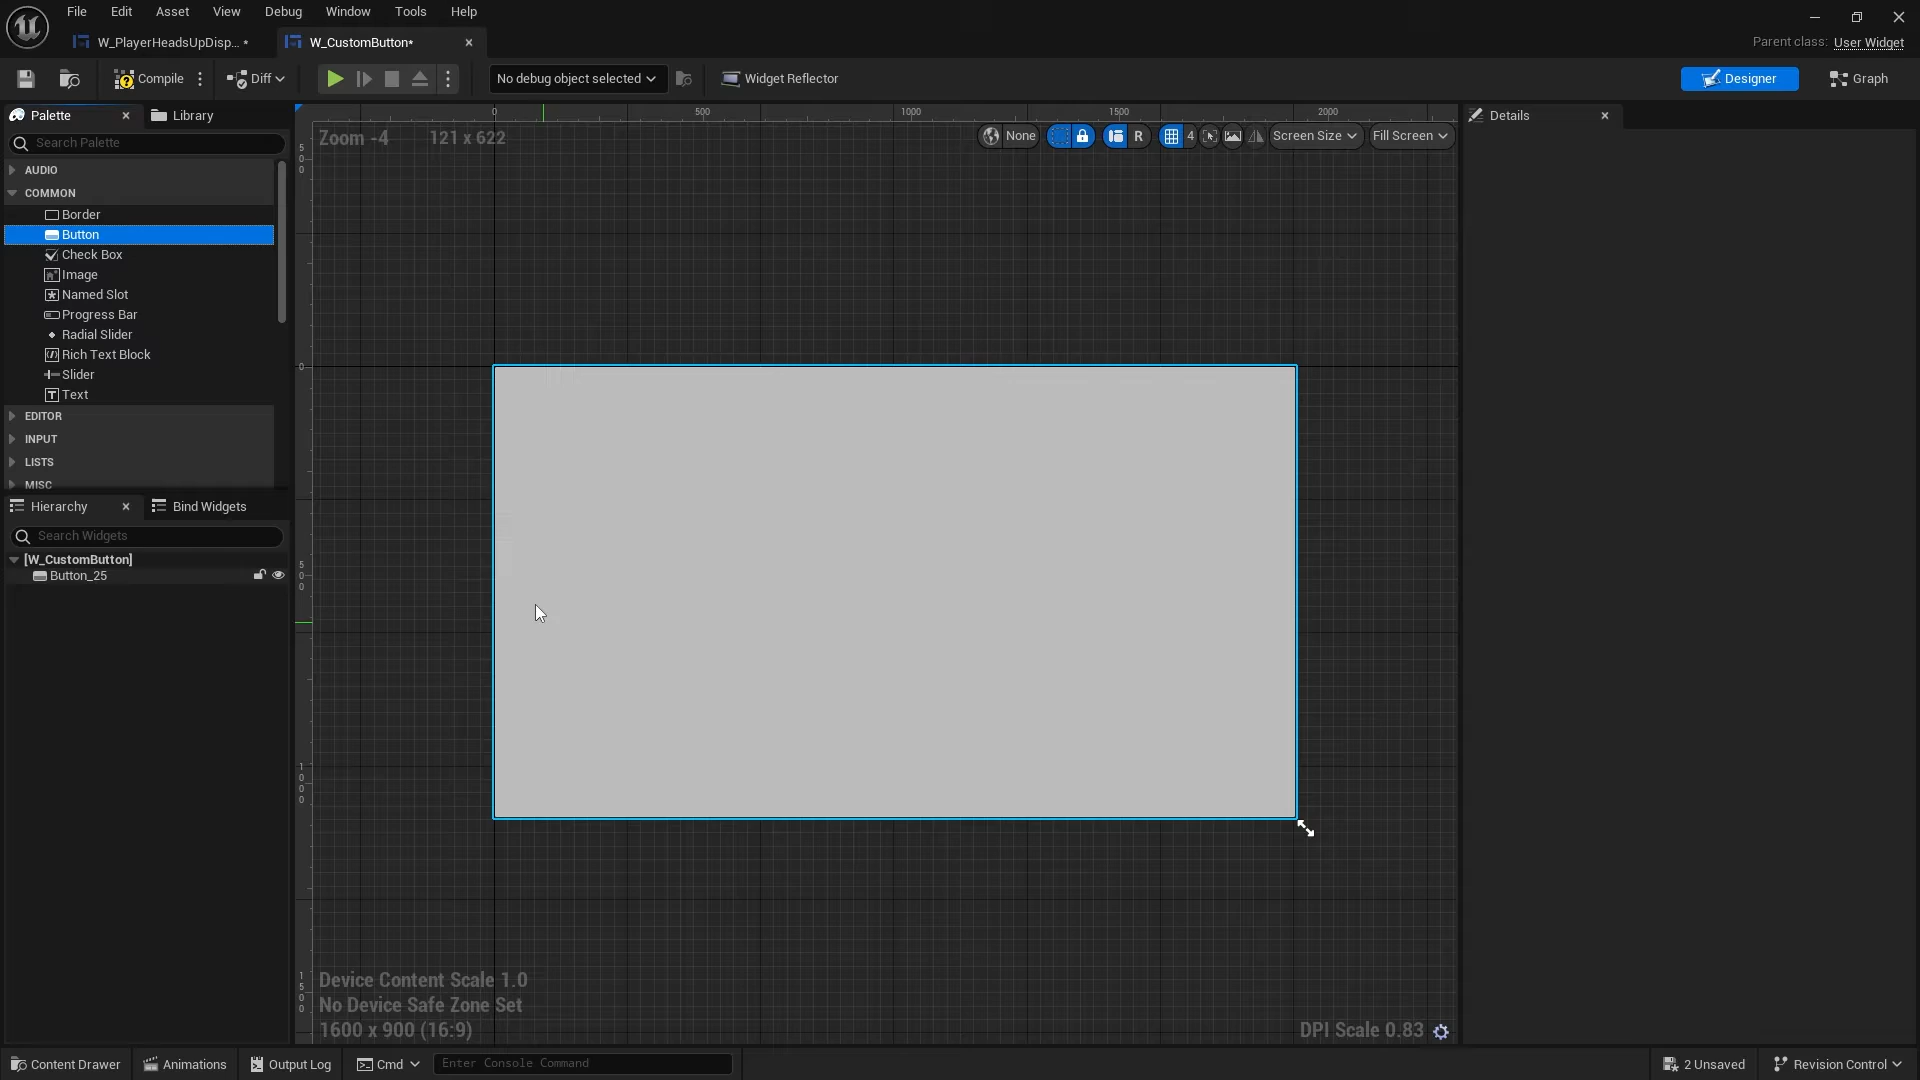 File Edit Asset View Debug Window Tools Help
W_PlayerHeadsUpDisp... * W_CustomButton*
Parent class: User Widget
Compile Diff No debug object selected Widget Reflector Designer Graph
Palette Library
Search Palette
AUDIO
COMMON
Border
Button
Check Box
Image
Named Slot
Progress Bar
Radial Slider
Rich Text Block
Slider
Text
EDITOR
INPUT
LISTS
MISC
Hierarchy Bind Widgets
Search Widgets
[W_CustomButton]
Button_25
0 500 1000 1500 2000
Zoom -4 121 x 622
None R 4 Screen Size Fill Screen
500
0
500
1000
1500
Device Content Scale 1.0
No Device Safe Zone Set
1600 x 900 (16:9)
DPI Scale 0.83
Details
Content Drawer Animations Output Log Cmd Enter Console Command 2 Unsaved Revision Control